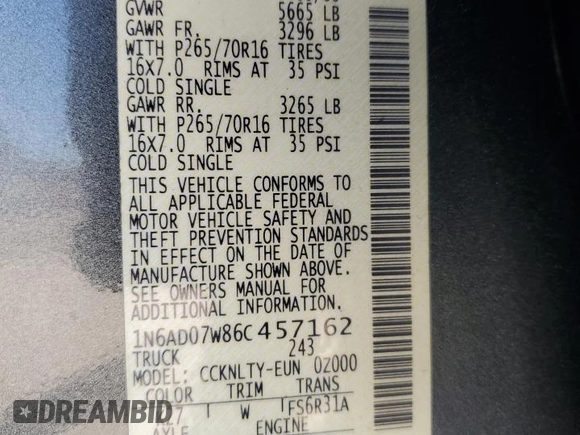 GVWR 5665 LB
GAWR FR. 3296 LB
WITH P265/70R16 TIRES
16X7.0 RIMS AT 35 PSI
COLD SINGLE
GAWR RR. 3265 LB
WITH P265/70R16 TIRES
16X7.0 RIMS AT 35 PSI
COLD SINGLE
THIS VEHICLE CONFORMS TO
ALL APPLICABLE FEDERAL
MOTOR VEHICLE SAFETY AND
THEFT PREVENTION STANDARDS
IN EFFECT ON THE DATE OF
MANUFACTURE SHOWN ABOVE.
SEE OWNERS MANUAL FOR
ADDITIONAL INFORMATION.
1N6AD07W86C457162
TRUCK 243
MODEL: CCKNLTY-EUN 0Z000
COLOR TRIM TRANS
W FS6R31A
AXLE ENGINE
DREAMBID